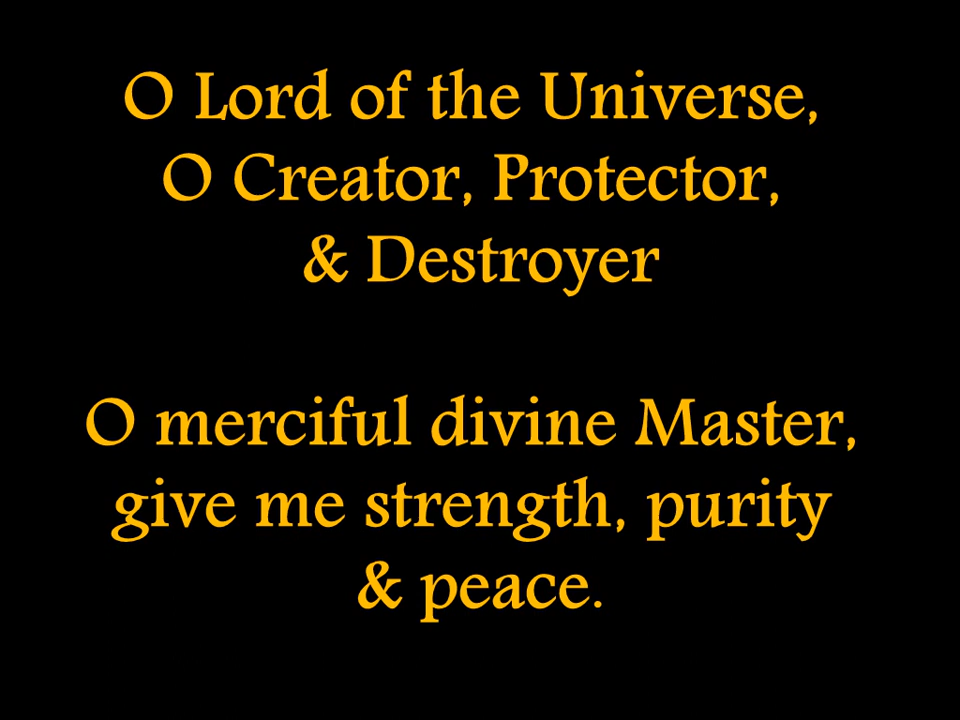 O Lord of the Universe,
O Creator, Protector,
& Destroyer
O merciful divine Master,
give me strength, purity
& peace.